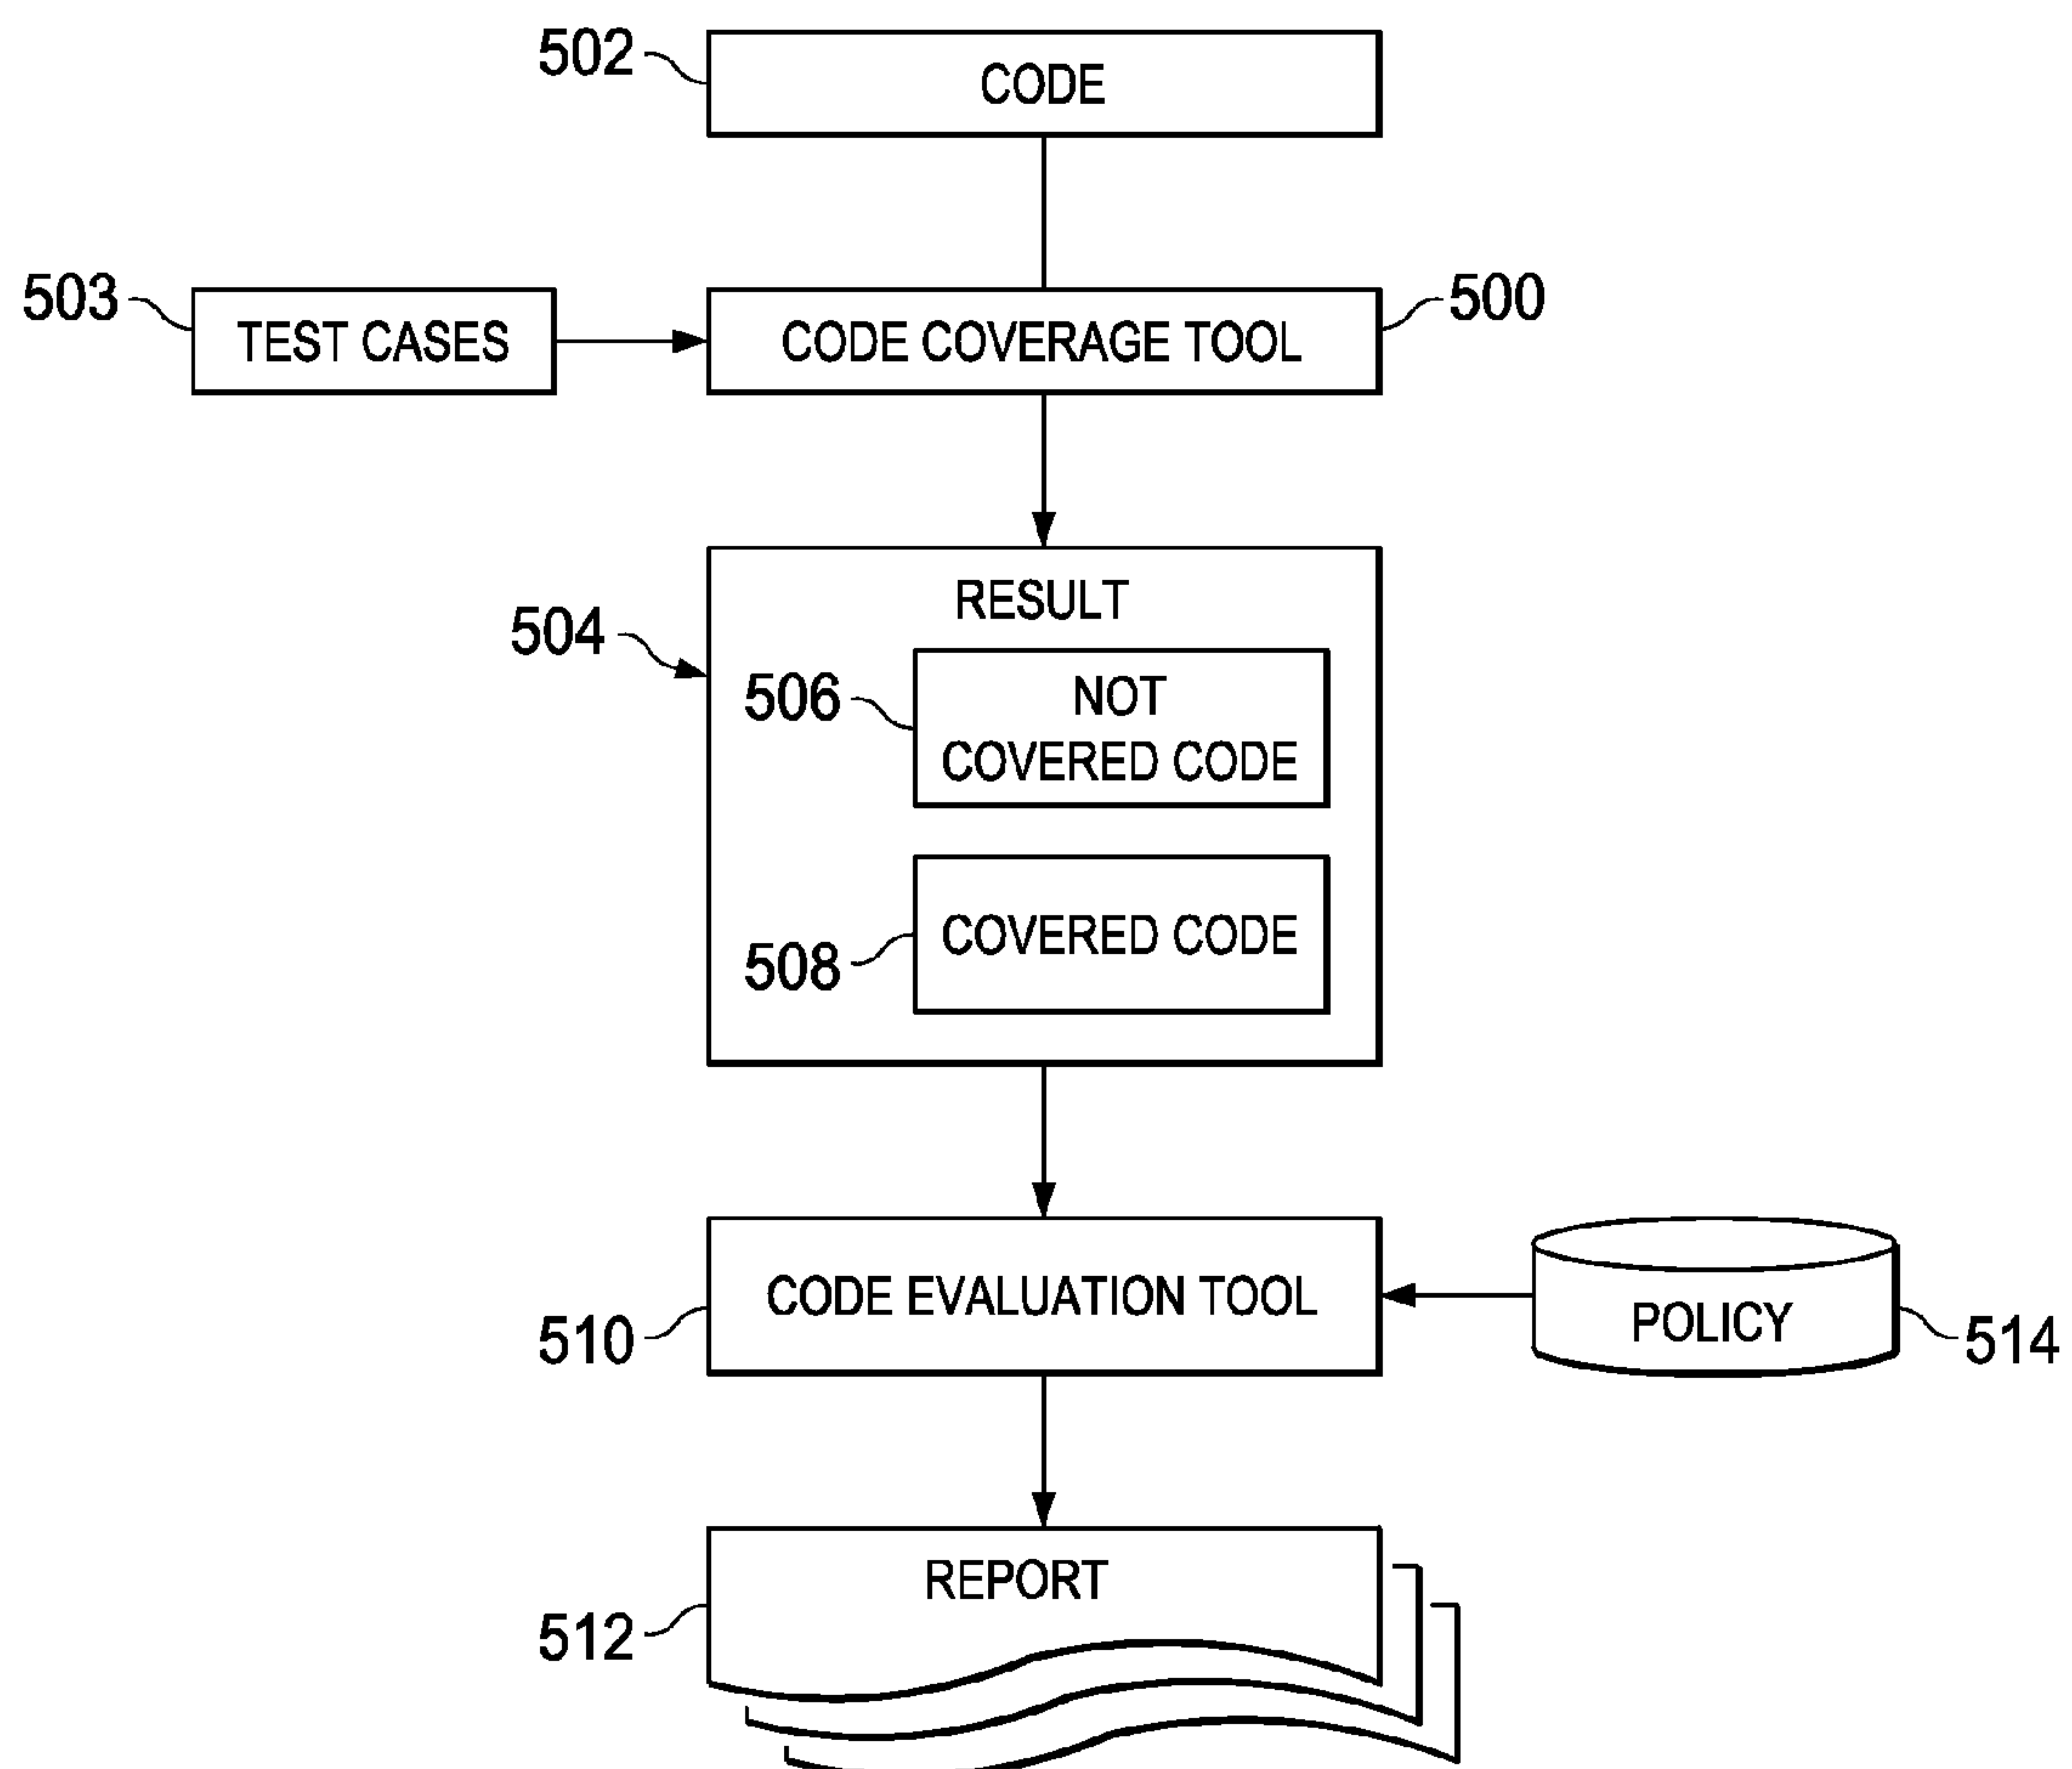 502
CODE
503
TEST CASES
CODE COVERAGE TOOL
500
RESULT
504
506
NOT
COVERED CODE
508
COVERED CODE
CODE EVALUATION TOOL
510
POLICY
514
REPORT
512